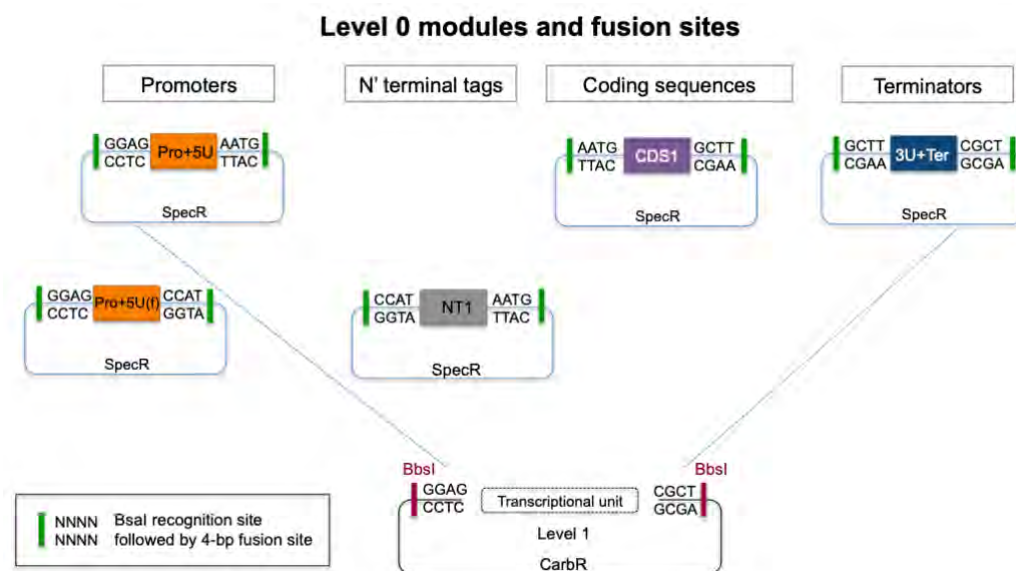 Level 0 modules and fusion sites
Promoters
N' terminal tags
Coding sequences
Terminators
GGAG Pro+5U AATG
CCTC TTAC
SpecR
AATG CDS1 GCTT
TTAC CGAA
SpecR
GCTT 3U+Ter CGCT
CGAA GCGA
SpecR
GGAG Pro+5U(f) CCAT
CCTC GGTA
SpecR
CCAT NT1 AATG
GGTA TTAC
SpecR
BbsI BbsI
GGAG Transcriptional unit CGCT
CCTC GCGA
Level 1
CarbR
NNNN BsaI recognition site
NNNN followed by 4-bp fusion site